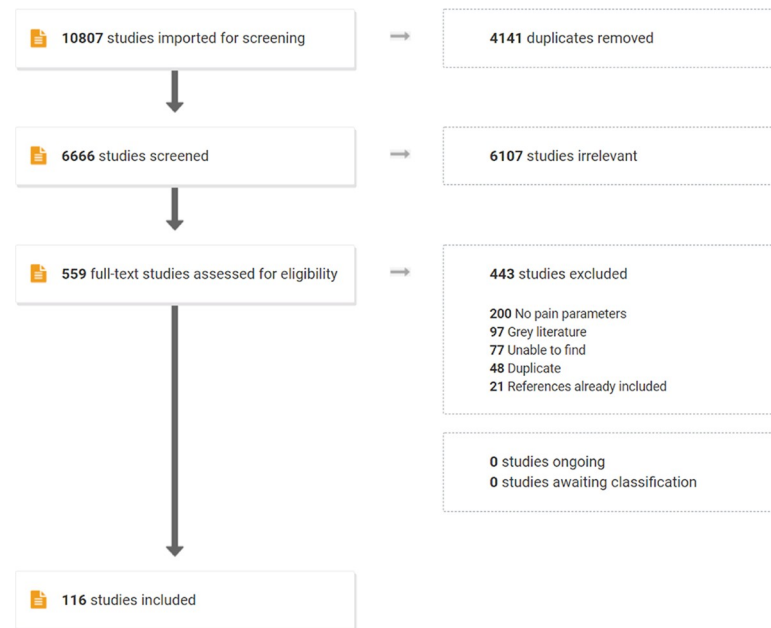 10807 studies imported for screening
4141 duplicates removed
6666 studies screened
6107 studies irrelevant
559 full-text studies assessed for eligibility
443 studies excluded
200 No pain parameters
97 Grey literature
77 Unable to find
48 Duplicate
21 References already included
0 studies ongoing
0 studies awaiting classification
116 studies included